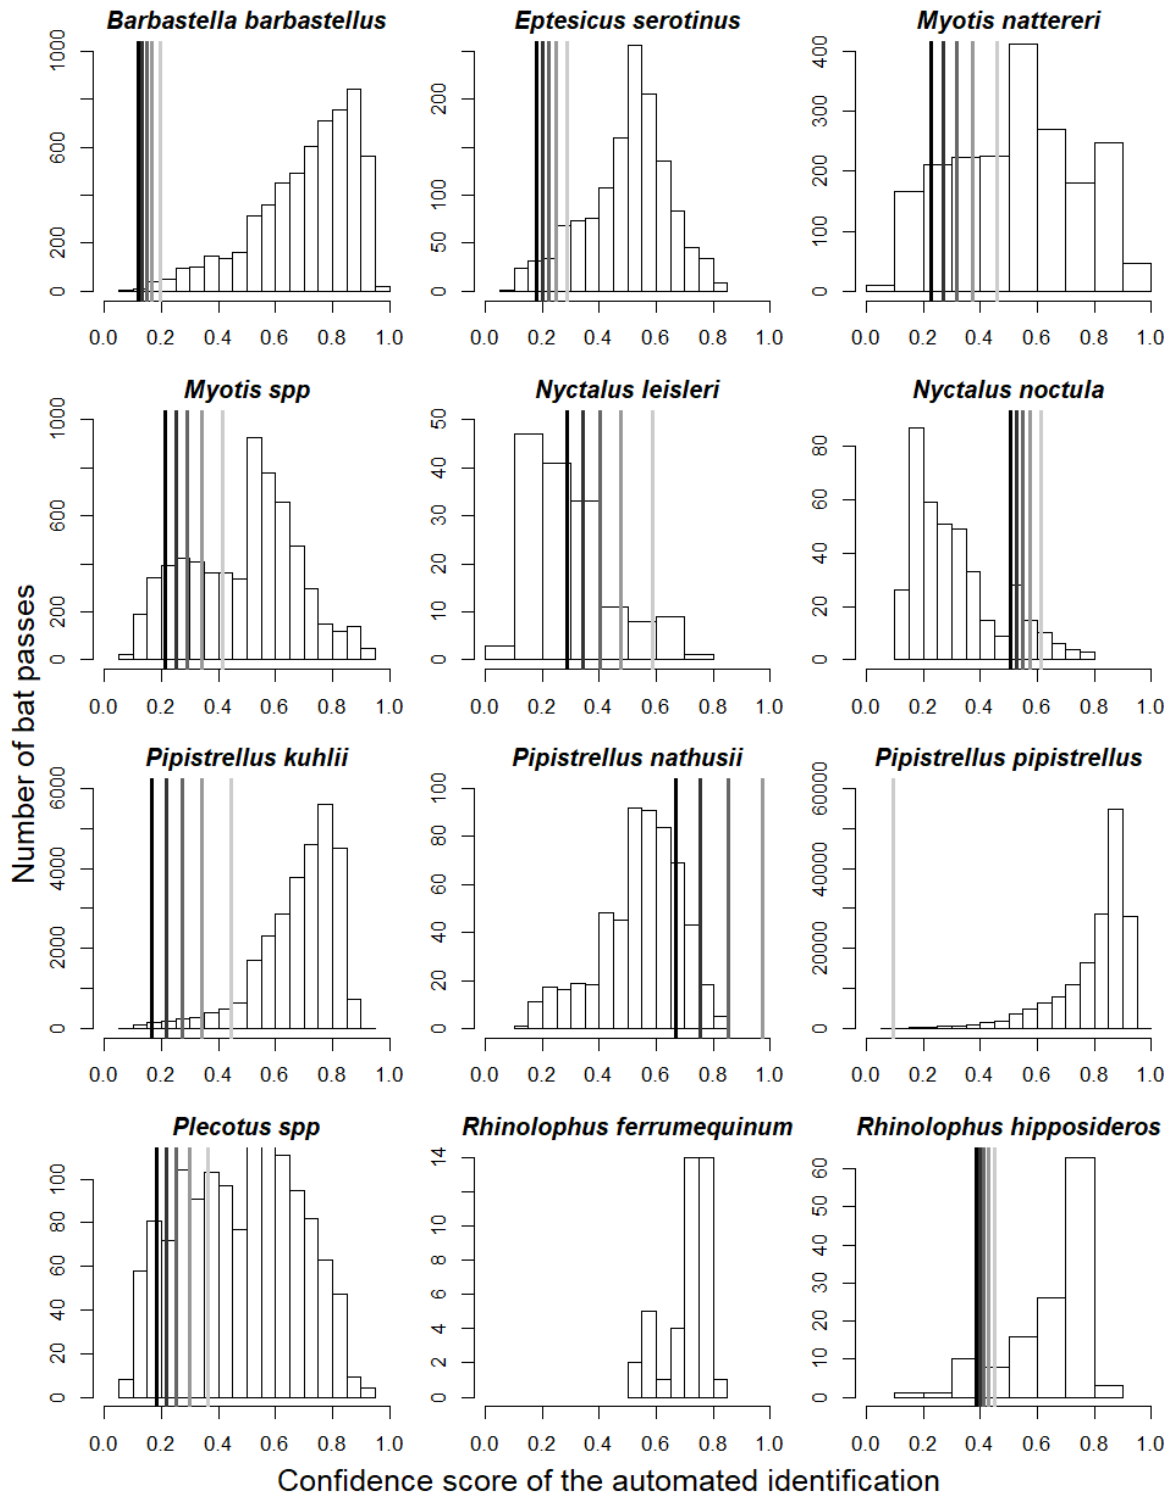 Barbastella barbastellus
Eptesicus serotinus
Myotis nattereri
0 200 600 1000
0.0 0.2 0.4 0.6 0.8 1.0
0 50 100 200
0.0 0.2 0.4 0.6 0.8 1.0
0 100 200 300 400
0.0 0.2 0.4 0.6 0.8 1.0
Myotis spp
Nyctalus leisleri
Nyctalus noctula
0 200 600 1000
0.0 0.2 0.4 0.6 0.8 1.0
0 10 20 30 40 50
0.0 0.2 0.4 0.6 0.8 1.0
0 20 40 60 80
0.0 0.2 0.4 0.6 0.8 1.0
Number of bat passes
Pipistrellus kuhlii
Pipistrellus nathusii
Pipistrellus pipistrellus
0 2000 4000 6000
0.0 0.2 0.4 0.6 0.8 1.0
0 20 40 60 80 100
0.0 0.2 0.4 0.6 0.8 1.0
0 20000 40000 60000
0.0 0.2 0.4 0.6 0.8 1.0
Plecotus spp
Rhinolophus ferrumequinum
Rhinolophus hipposideros
0 20 40 60 80 100
0.0 0.2 0.4 0.6 0.8 1.0
0 2 4 6 8 10 14
0.0 0.2 0.4 0.6 0.8 1.0
0 10 20 30 40 50 60
0.0 0.2 0.4 0.6 0.8 1.0
Confidence score of the automated identification